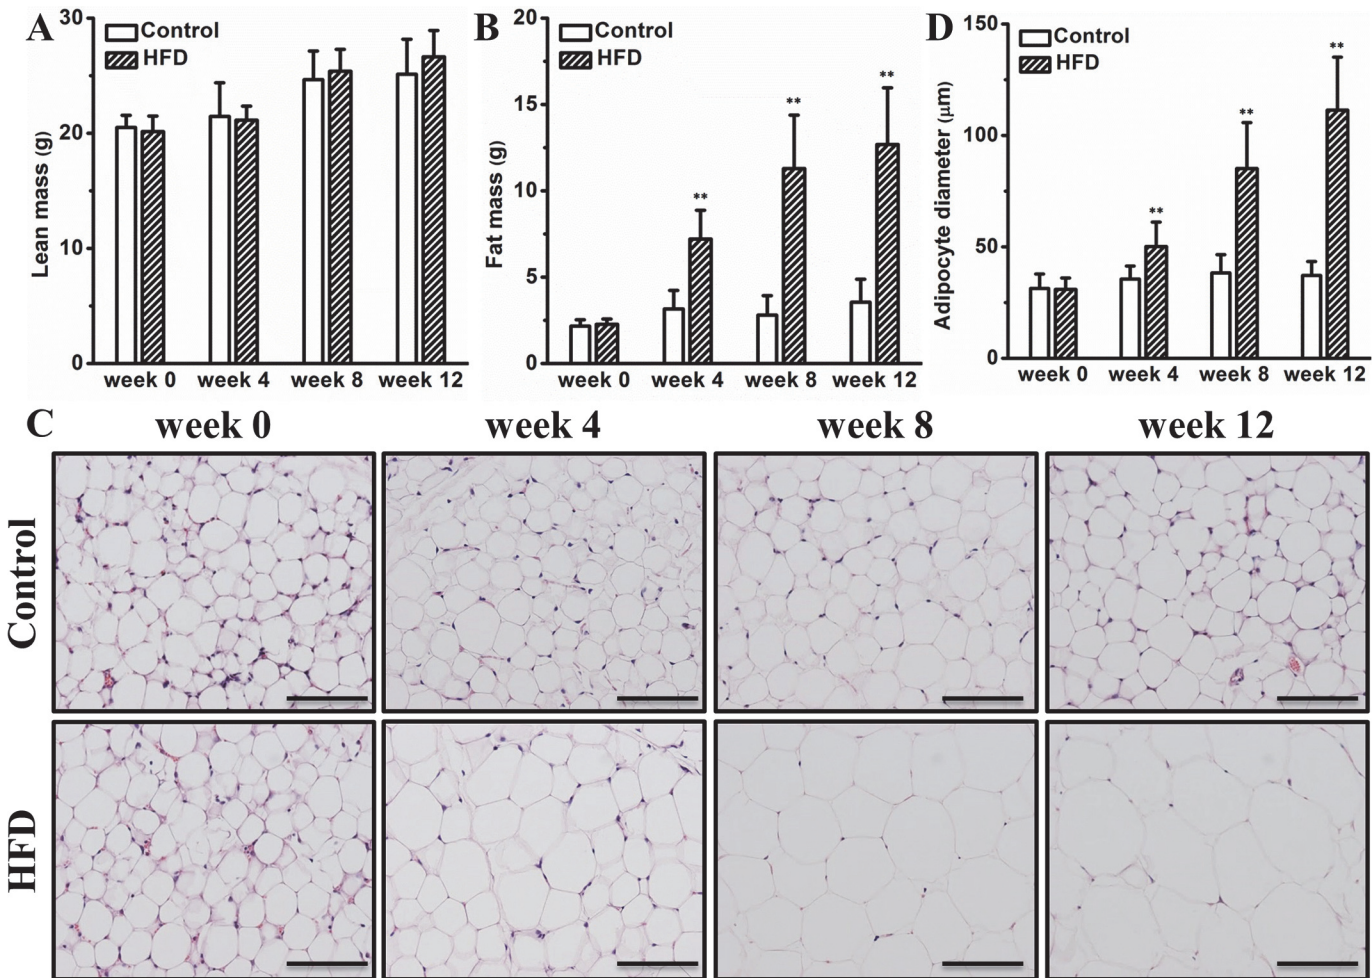 A
Lean mass (g)
30
20
10
0
Control
HFD
week 0 week 4 week 8 week 12
B
Fat mass (g)
20
15
10
5
0
Control
HFD
**
**
**
week 0 week 4 week 8 week 12
D
Adipocyte diameter (μm)
150
100
50
0
Control
HFD
**
**
**
week 0 week 4 week 8 week 12
C
week 0 week 4 week 8 week 12
Control
HFD